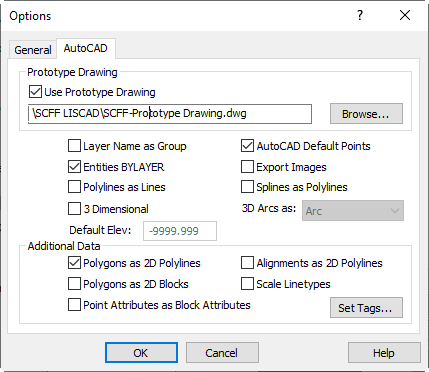 Options
General
AutoCAD
Prototype Drawing
Use Prototype Drawing
\SCFF LISCAD\SCFF-Prototype Drawing.dwg
Browse...
Layer Name as Group
AutoCAD Default Points
Entities BYLAYER
Export Images
Polylines as Lines
Splines as Polylines
3 Dimensional
3D Arcs as:
Arc
Default Elev:
-9999.999
Additional Data
Polygons as 2D Polylines
Alignments as 2D Polylines
Polygons as 2D Blocks
Scale Linetypes
Point Attributes as Block Attributes
Set Tags...
OK
Cancel
Help